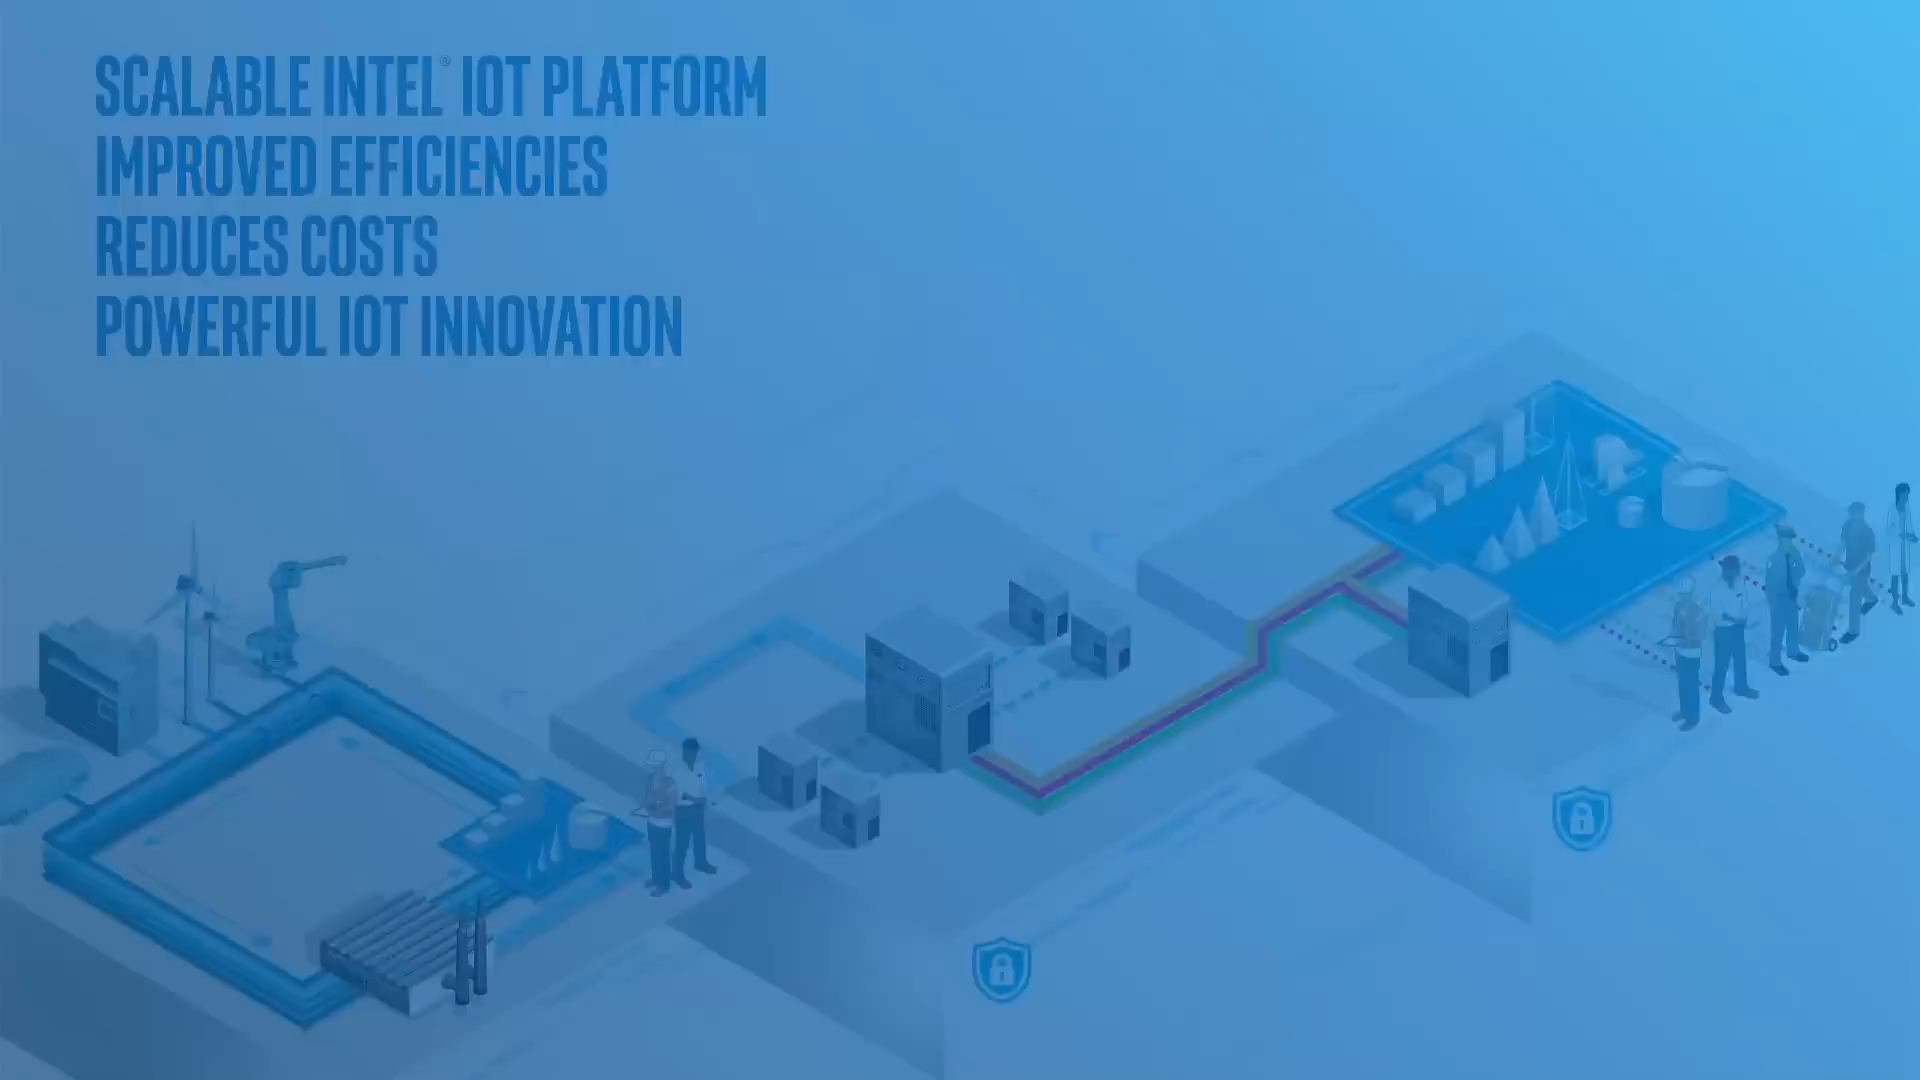 SCALABLE INTEL® IOT PLATFORM
IMPROVED EFFICIENCIES
REDUCES COSTS
POWERFUL IOT INNOVATION